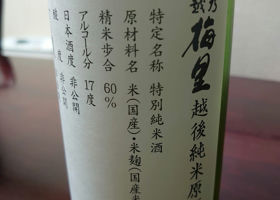 梅里 越後純米原
特定名称 特別純米酒
原材料名 米(国産)・米麹(国産米
精米歩合 60%
アルコール分 17度
日本酒度 非公開
度 非公開